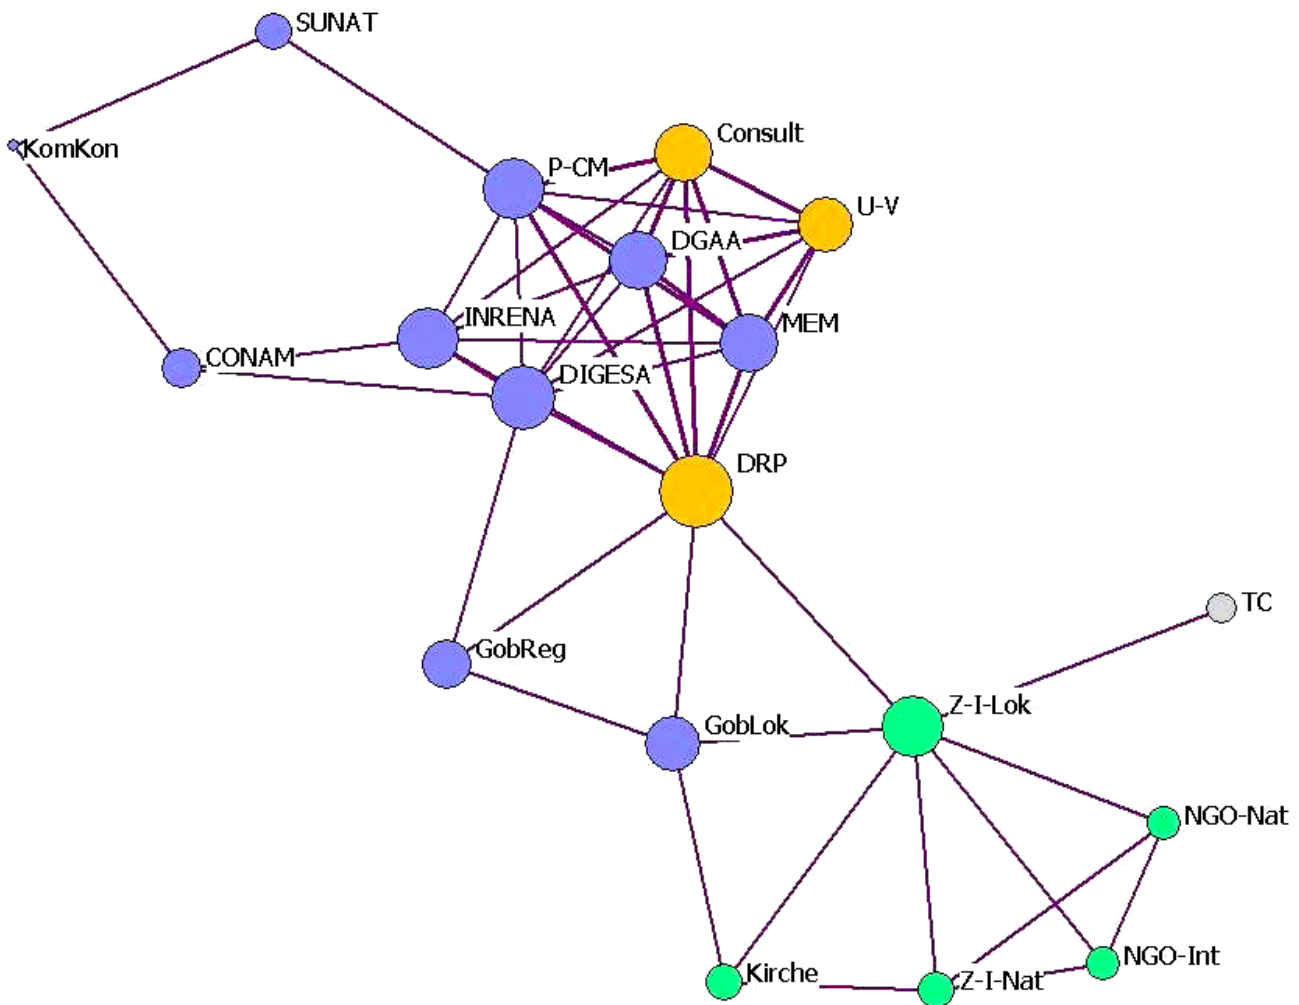 SUNAT
Consult
KomKon
P-CM
U-V
DGAA
INRENA
MEM
CONAM
DIGESA
DRP
TC
GobReg
Z-I-Lok
GobLok
NGO-Nat
NGO-Int
Kirche
Z-I-Nat